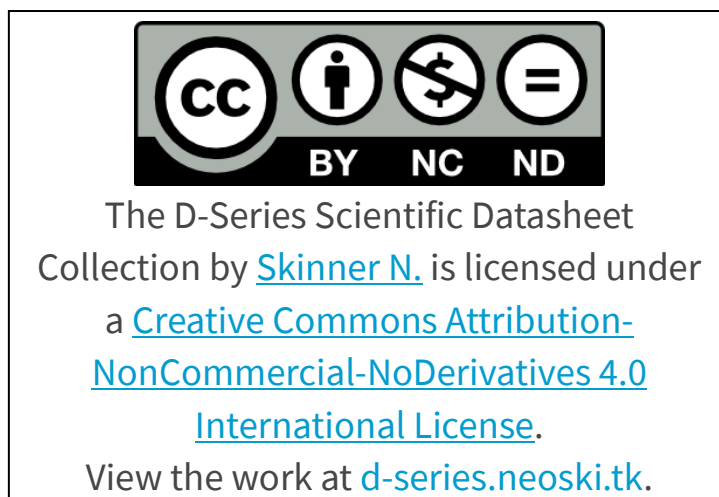 cc
BY NC ND
The D-Series Scientific Datasheet
Collection by Skinner N. is licensed under
a Creative Commons Attribution-
NonCommercial-NoDerivatives 4.0
International License.
View the work at d-series.neoski.tk.